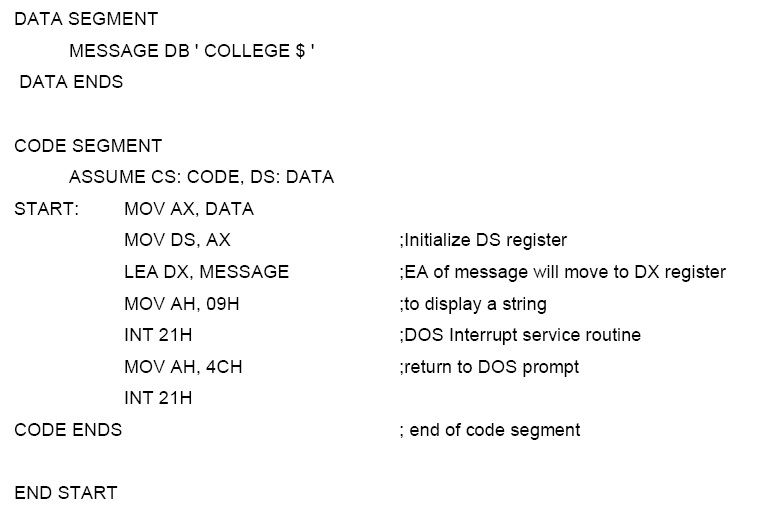 DATA SEGMENT
MESSAGE DB ' COLLEGE $ '
DATA ENDS
CODE SEGMENT
ASSUME CS: CODE, DS: DATA
START: MOV AX, DATA
MOV DS, AX ;Initialize DS register
LEA DX, MESSAGE ;EA of message will move to DX register
MOV AH, 09H ;to display a string
INT 21H ;DOS Interrupt service routine
MOV AH, 4CH ;return to DOS prompt
INT 21H
CODE ENDS ; end of code segment
END START